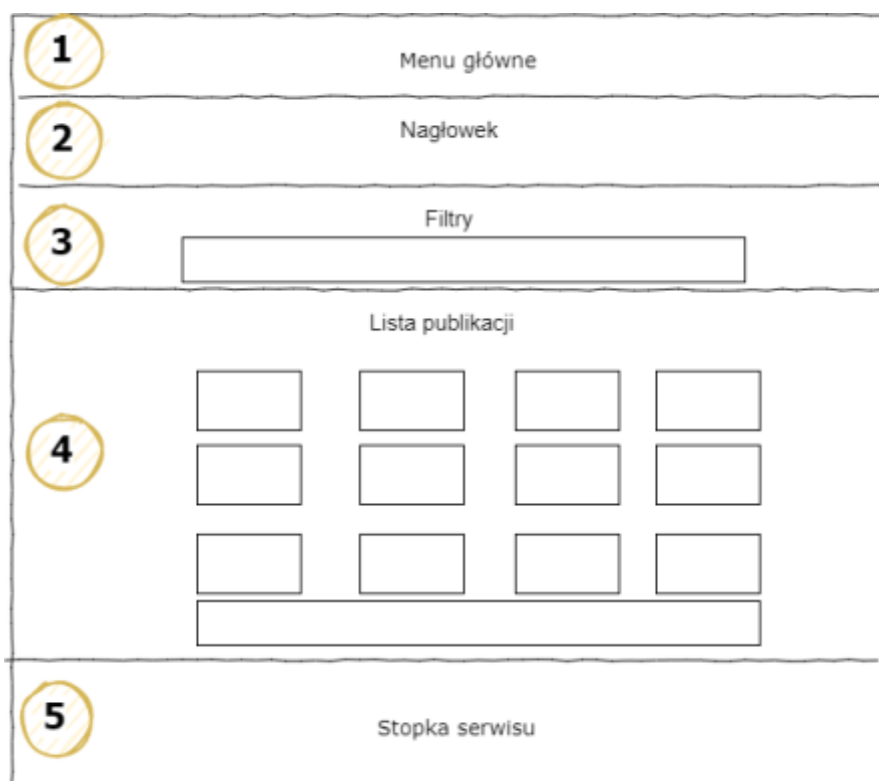 1
Menu główne
2
Nagłowek
3
Filtry
Lista publikacji
4
5
Stopka serwisu